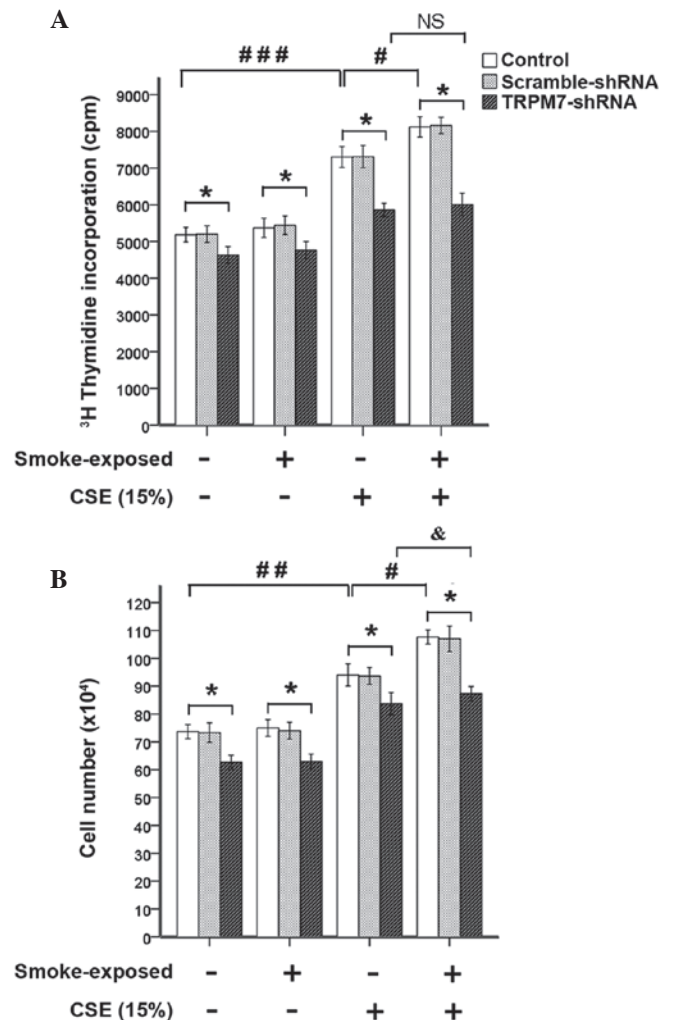 A
NS
# # #
#
Control
Scramble-shRNA
TRPM7-shRNA
*
*
*
*
³H Thymidine incorporation (cpm)
9000
8000
7000
6000
5000
4000
3000
2000
1000
0
Smoke-exposed - + - +
CSE (15%) - - + +
B
&
# #
#
*
*
*
*
Cell number (x10⁴)
120
110
100
90
80
70
60
50
40
30
20
10
0
Smoke-exposed - + - +
CSE (15%) - - + +